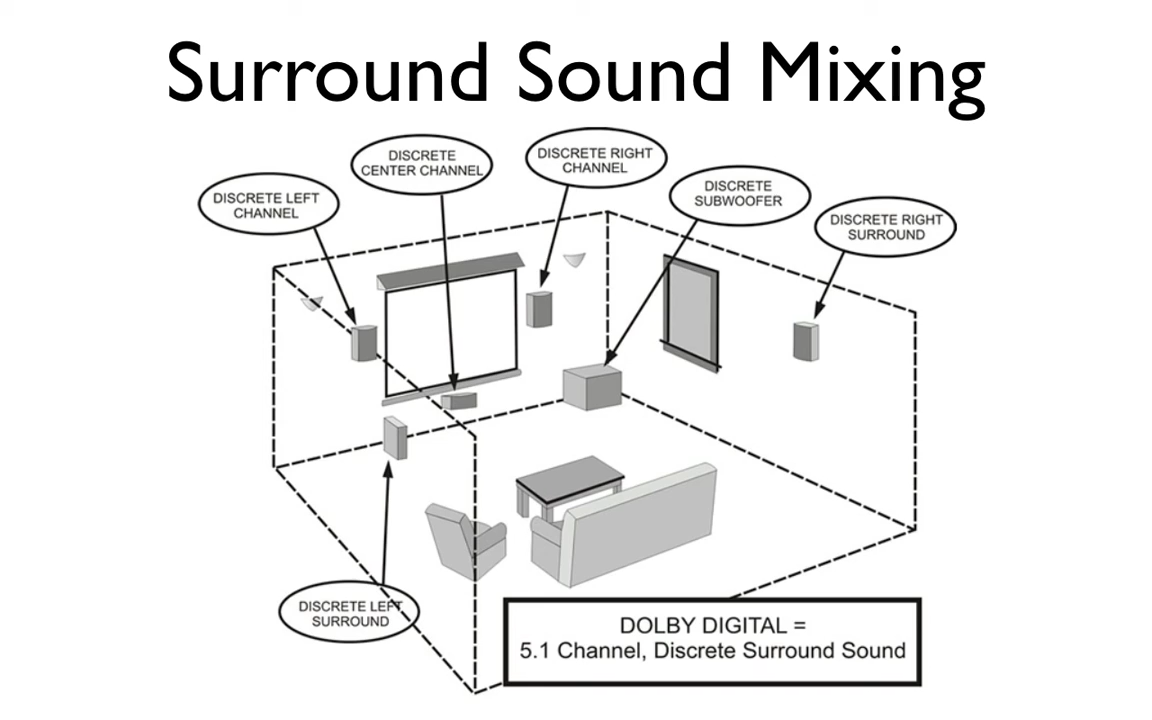 Surround Sound Mixing
DISCRETE
CENTER CHANNEL
DISCRETE RIGHT
CHANNEL
DISCRETE LEFT
CHANNEL
DISCRETE
SUBWOOFER
DISCRETE RIGHT
SURROUND
DISCRETE LEFT
SURROUND
DOLBY DIGITAL =
5.1 Channel, Discrete Surround Sound